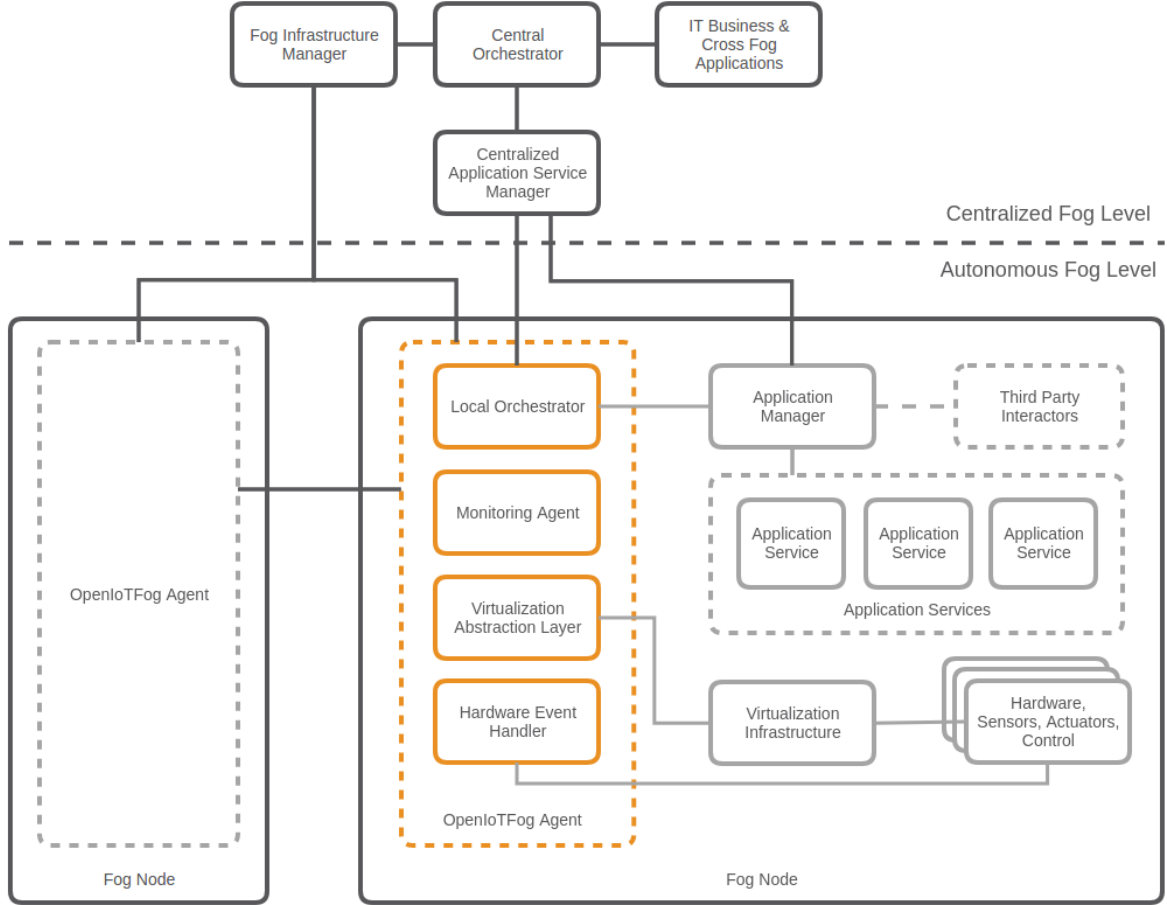 Fog Infrastructure
Manager
Central
Orchestrator
IT Business &
Cross Fog
Applications
Centralized
Application Service
Manager
Centralized Fog Level
Autonomous Fog Level
OpenIoTFog Agent
Fog Node
Local Orchestrator
Monitoring Agent
Virtualization
Abstraction Layer
Hardware Event
Handler
OpenIoTFog Agent
Application
Manager
Third Party
Interactors
Application
Service
Application
Service
Application
Service
Application Services
Virtualization
Infrastructure
Hardware,
Sensors, Actuators,
Control
Fog Node